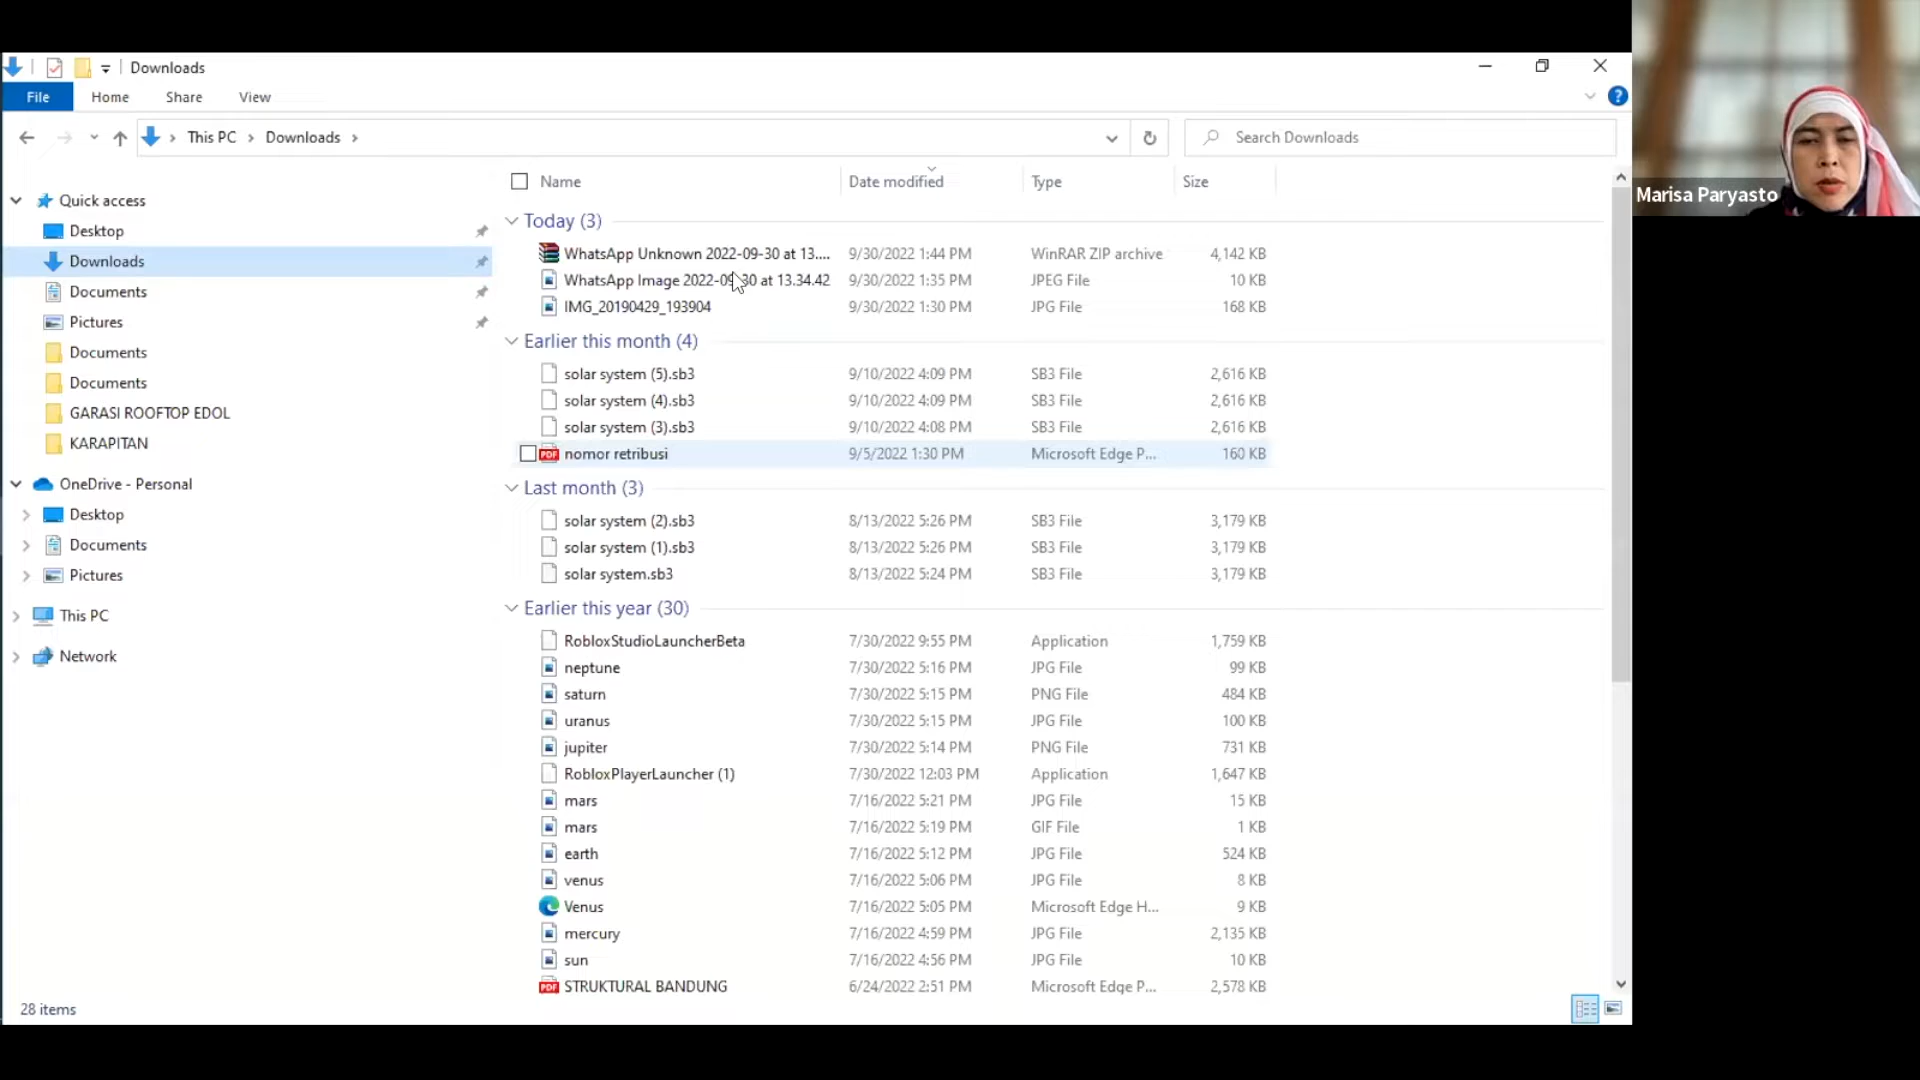 Downloads
File Home Share View
This PC Downloads Search Downloads
Marisa Paryasto
Quick access
Desktop
Downloads
Documents
Pictures
Documents
Documents
GARASI ROOFTOP EDOL
KARAPITAN
OneDrive - Personal
Desktop
Documents
Pictures
This PC
Network
Name Date modified Type Size
Today (3)
WhatsApp Unknown 2022-09-30 at 13.... 9/30/2022 1:44 PM WinRAR ZIP archive 4,142 KB
WhatsApp Image 2022-09-30 at 13.34.42 9/30/2022 1:35 PM JPEG File 10 KB
IMG_20190429_193904 9/30/2022 1:30 PM JPG File 168 KB
Earlier this month (4)
solar system (5).sb3 9/10/2022 4:09 PM SB3 File 2,616 KB
solar system (4).sb3 9/10/2022 4:09 PM SB3 File 2,616 KB
solar system (3).sb3 9/10/2022 4:08 PM SB3 File 2,616 KB
PDF nomor retribusi 9/5/2022 1:30 PM Microsoft Edge P... 160 KB
Last month (3)
solar system (2).sb3 8/13/2022 5:26 PM SB3 File 3,179 KB
solar system (1).sb3 8/13/2022 5:26 PM SB3 File 3,179 KB
solar system.sb3 8/13/2022 5:24 PM SB3 File 3,179 KB
Earlier this year (30)
RobloxStudioLauncherBeta 7/30/2022 9:55 PM Application 1,759 KB
neptune 7/30/2022 5:16 PM JPG File 99 KB
saturn 7/30/2022 5:15 PM PNG File 484 KB
uranus 7/30/2022 5:15 PM JPG File 100 KB
jupiter 7/30/2022 5:14 PM PNG File 731 KB
RobloxPlayerLauncher (1) 7/30/2022 12:03 PM Application 1,647 KB
mars 7/16/2022 5:21 PM JPG File 15 KB
mars 7/16/2022 5:19 PM GIF File 1 KB
earth 7/16/2022 5:12 PM JPG File 524 KB
venus 7/16/2022 5:06 PM JPG File 8 KB
Venus 7/16/2022 5:05 PM Microsoft Edge H... 9 KB
mercury 7/16/2022 4:59 PM JPG File 2,135 KB
sun 7/16/2022 4:56 PM JPG File 10 KB
PDF STRUKTURAL BANDUNG 6/24/2022 2:51 PM Microsoft Edge P... 2,578 KB
28 items